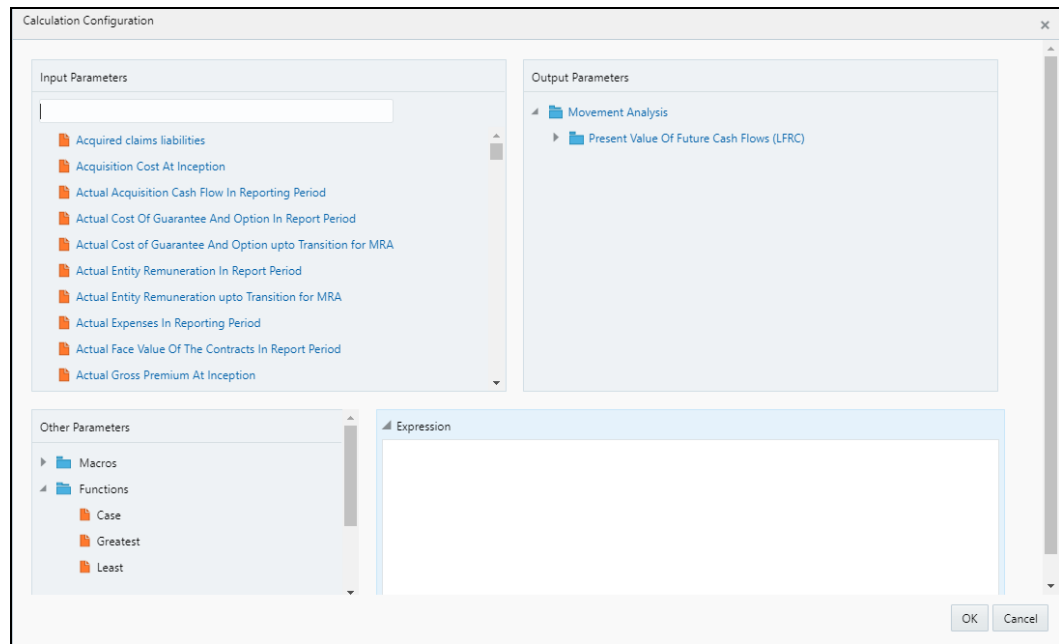 Calculation Configuration
Input Parameters
Acquired claims liabilities
Acquisition Cost At Inception
Actual Acquisition Cash Flow In Reporting Period
Actual Cost Of Guarantee And Option In Report Period
Actual Cost of Guarantee And Option upto Transition for MRA
Actual Entity Remuneration In Report Period
Actual Entity Remuneration upto Transition for MRA
Actual Expenses In Reporting Period
Actual Face Value Of The Contracts In Report Period
Actual Gross Premium At Inception
Output Parameters
Movement Analysis
Present Value Of Future Cash Flows (LFRC)
Other Parameters
Macros
Functions
Case
Greatest
Least
Expression
OK
Cancel